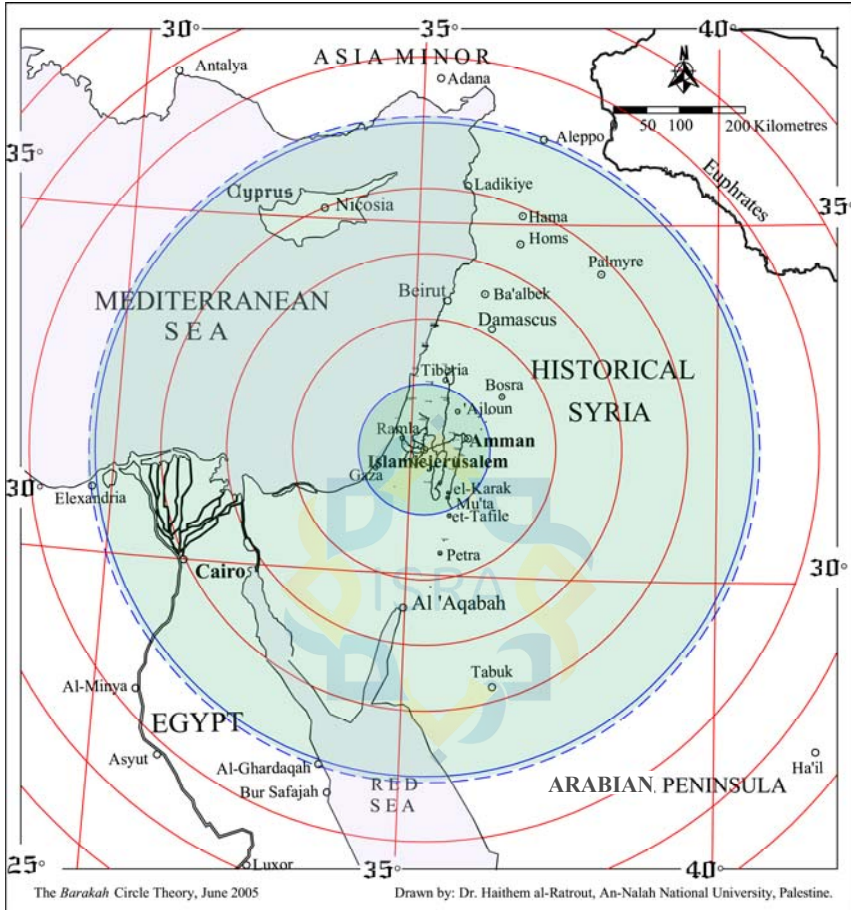 30°
35°
40°
ASIA MINOR
Antalya
Adana
N
50 100 200 Kilometres
Aleppo
35°
Euphrates
Cyprus
Ladikiye
35°
Nicosia
Hama
Homs
Palmyre
MEDITERRANEAN
SEA
Beirut
Ba'albek
Damascus
HISTORICAL
SYRIA
Tiberia
Bosra
'Ajloun
Ramla
Amman
Islamicjerusalem
Gaza
30°
Elexandria
el-Karak
Mu'ta
et-Tafile
Petra
30°
Cairo
ISRA
Al 'Aqabah
Tabuk
Al-Minya
EGYPT
Asyut
Al-Ghardaqah
Bur Safajah
RED
SEA
ARABIAN PENINSULA
Ha'il
25°
Luxor
35°
40°
The Barakah Circle Theory, June 2005
Drawn by: Dr. Haithem al-Ratrout, An-Nalah National University, Palestine.